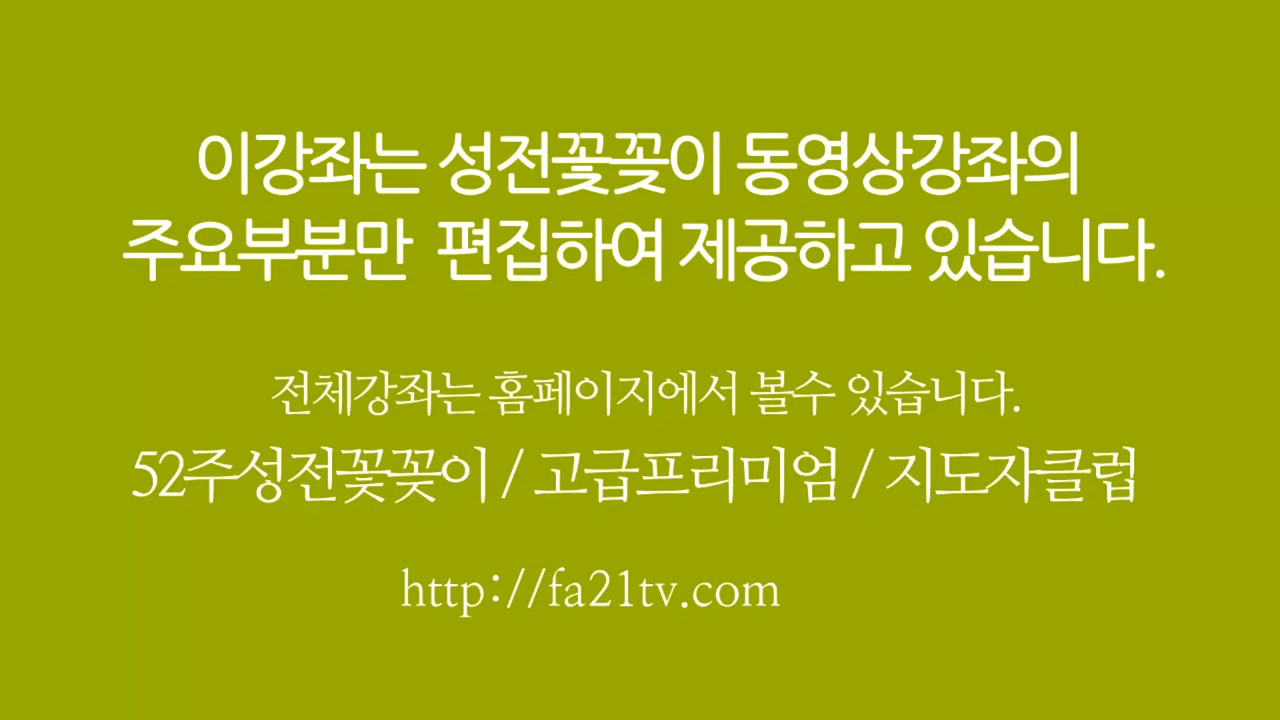 이강좌는 성전꽃꽂이 동영상강좌의
주요부분만 편집하여 제공하고 있습니다.
전체강좌는 홈페이지에서 볼수 있습니다.
52주성전꽃꽂이 / 고급프리미엄 / 지도자클럽
http://fa21tv.com